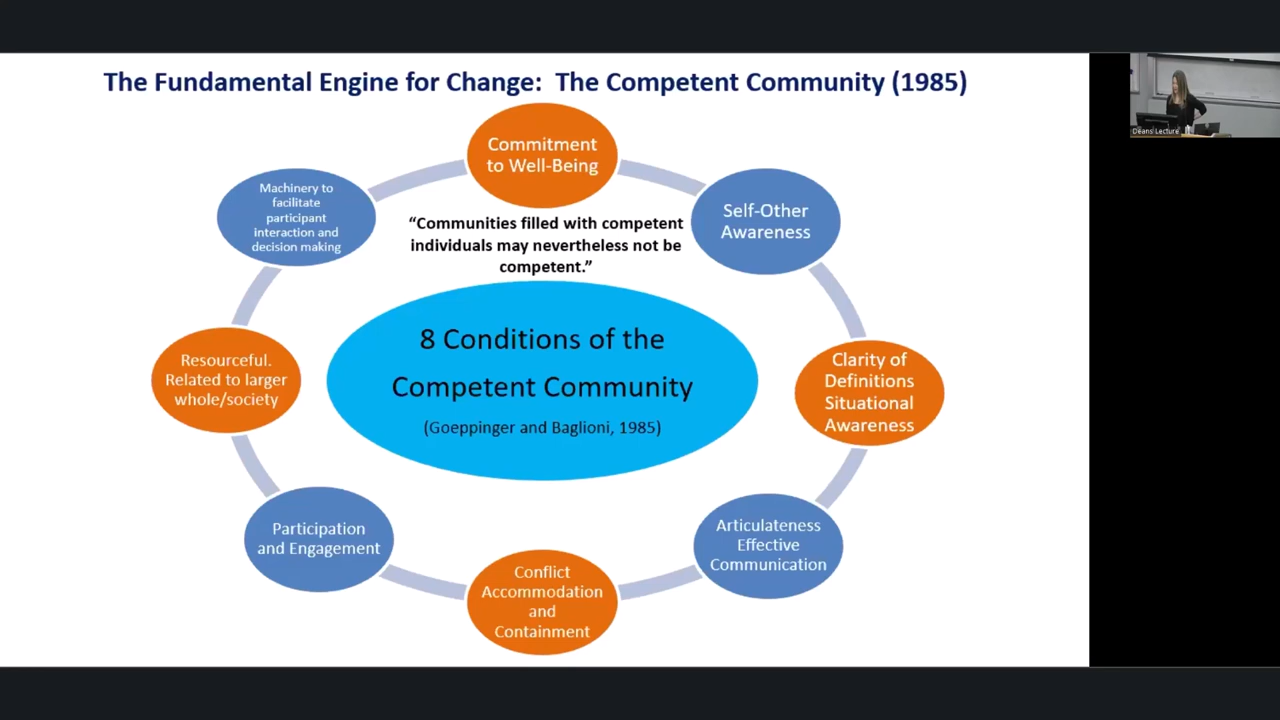 The Fundamental Engine for Change: The Competent Community (1985)
Commitment
to Well-Being
Self-Other
Awareness
Clarity of
Definitions
Situational
Awareness
Articulateness
Effective
Communication
Conflict
Accommodation
and
Containment
Participation
and Engagement
Resourceful.
Related to larger
whole/society
Machinery to
facilitate
participant
interaction and
decision making
“Communities filled with competent
individuals may nevertheless not be
competent.”
8 Conditions of the
Competent Community
(Goeppinger and Baglioni, 1985)
Deans Lecture